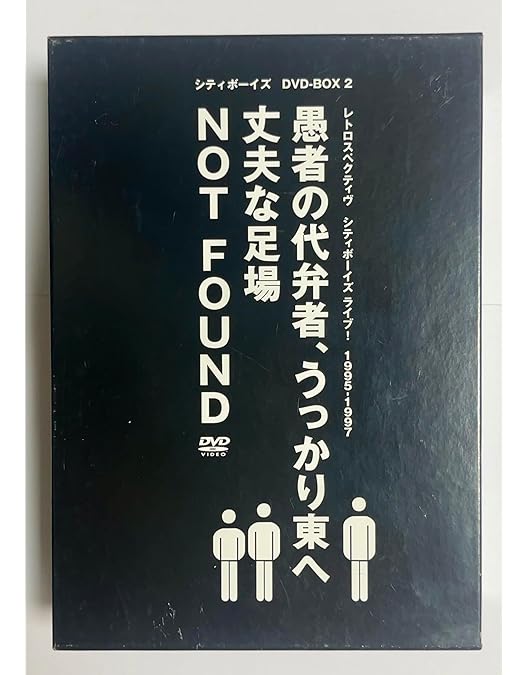 シティボーイズ DVD-BOX 2
レトロスペクティヴ シティボーイズ ライブ! 1995-1997
愚者の代弁者、うっかり東へ
丈夫な足場
NOT FOUND
DVD
VIDEO